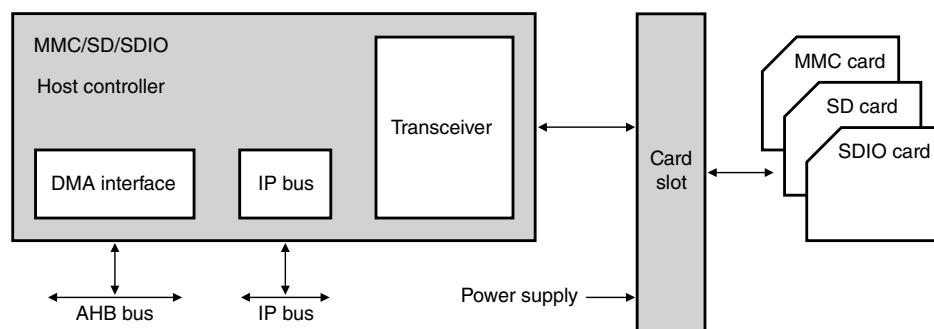 MMC/SD/SDIO
Host controller
Transceiver
DMA interface
IP bus
AHB bus
IP bus
Card
slot
Power supply
MMC card
SD card
SDIO card